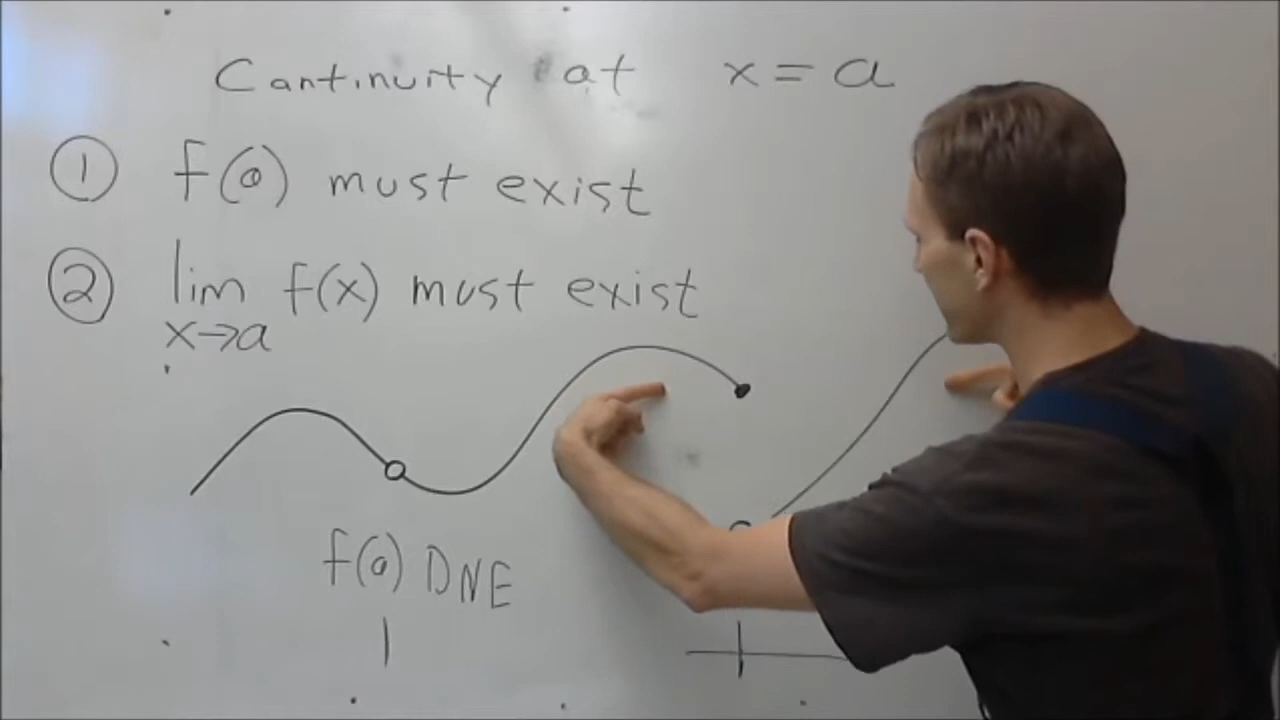 Continuity at x = a
① f(a) must exist
② lim f(x) must exist
x→a
f(a) DNE